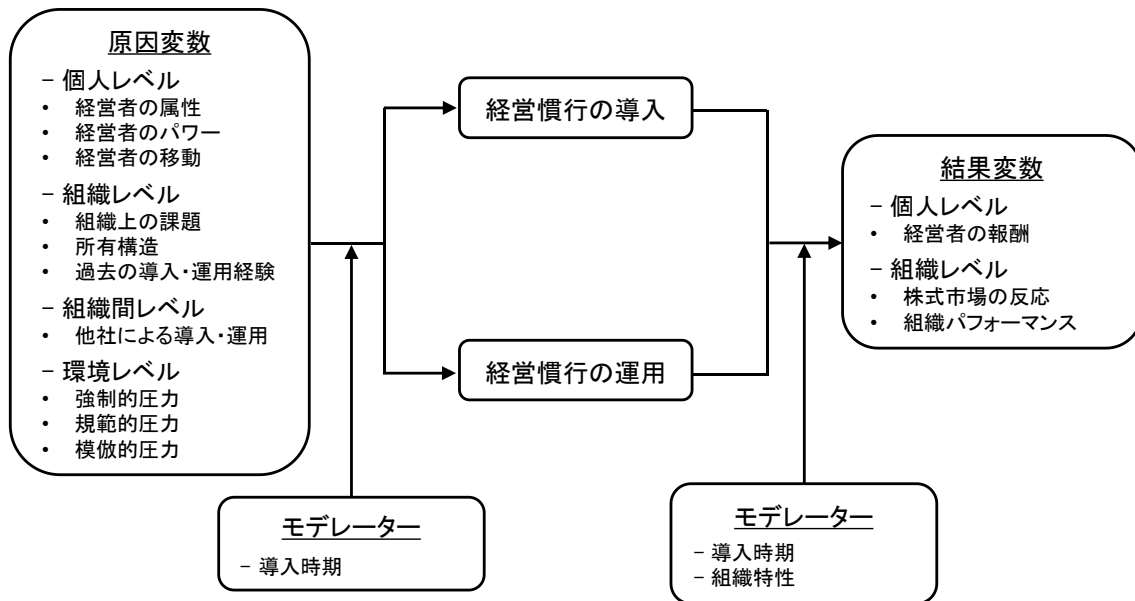 原因変数
– 個人レベル
• 経営者の属性
• 経営者のパワー
• 経営者の移動
– 組織レベル
• 組織上の課題
• 所有構造
• 過去の導入・運用経験
– 組織間レベル
• 他社による導入・運用
– 環境レベル
• 強制的圧力
• 規範的圧力
• 模倣的圧力
経営慣行の導入
経営慣行の運用
結果変数
– 個人レベル
• 経営者の報酬
– 組織レベル
• 株式市場の反応
• 組織パフォーマンス
モデレーター
– 導入時期
モデレーター
– 導入時期
– 組織特性